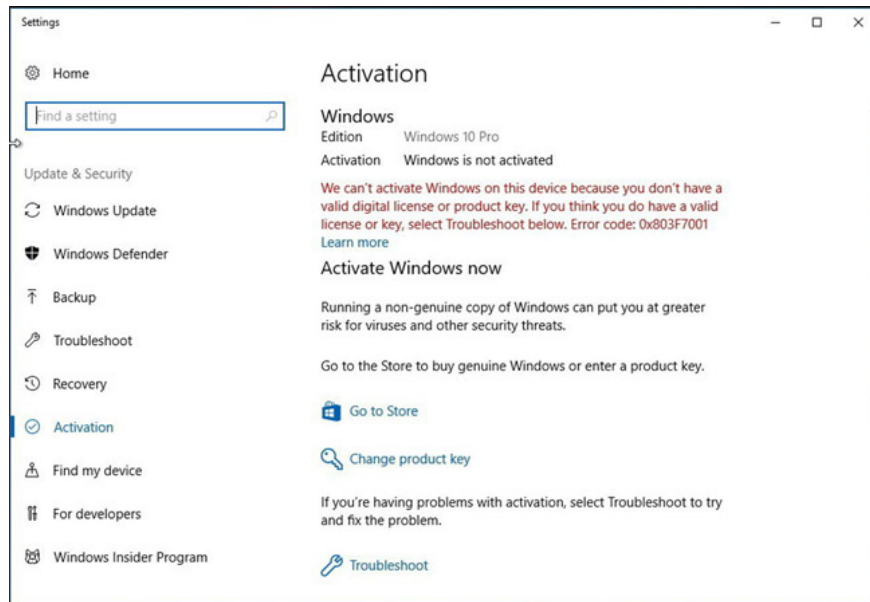 Settings
Home
Find a setting
Update & Security
Windows Update
Windows Defender
Backup
Troubleshoot
Recovery
Activation
Find my device
For developers
Windows Insider Program
Activation
Windows
Edition Windows 10 Pro
Activation Windows is not activated
We can't activate Windows on this device because you don't have a
valid digital license or product key. If you think you do have a valid
license or key, select Troubleshoot below. Error code: 0x803F7001
Learn more
Activate Windows now
Running a non-genuine copy of Windows can put you at greater
risk for viruses and other security threats.
Go to the Store to buy genuine Windows or enter a product key.
Go to Store
Change product key
If you're having problems with activation, select Troubleshoot to try
and fix the problem.
Troubleshoot